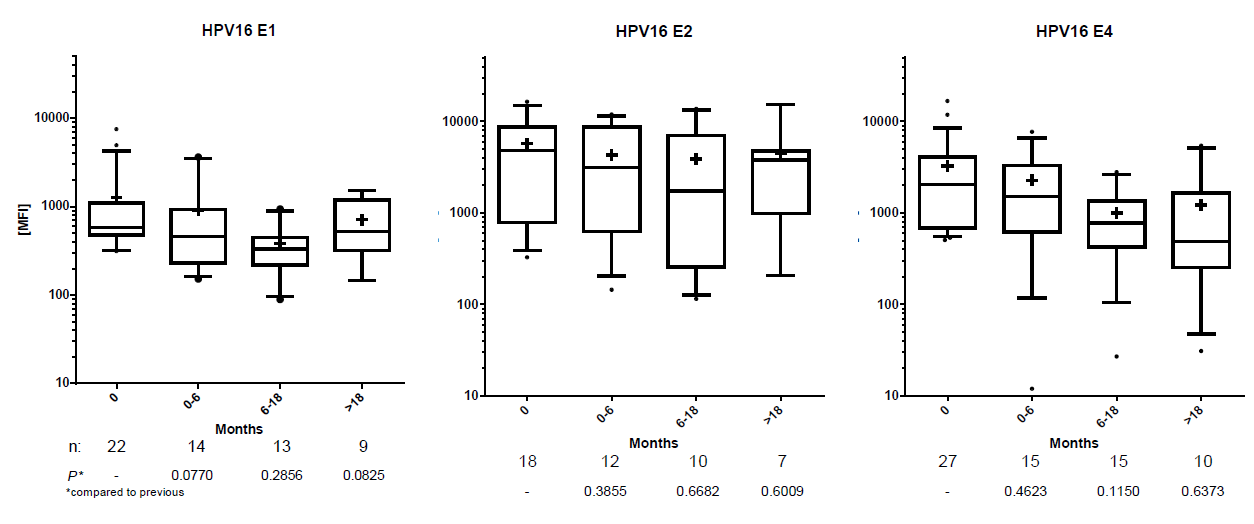 HPV16 E1
[MFI]
10000
1000
100
10
0
0-6
6-18
>18
Months
n: 22 14 13 9
P* - 0.0770 0.2856 0.0825
*compared to previous
HPV16 E2
10000
1000
100
10
0
0-6
6-18
>18
Months
18 12 10 7
- 0.3855 0.6682 0.6009
HPV16 E4
10000
1000
100
10
0
0-6
6-18
>18
Months
27 15 15 10
- 0.4623 0.1150 0.6373